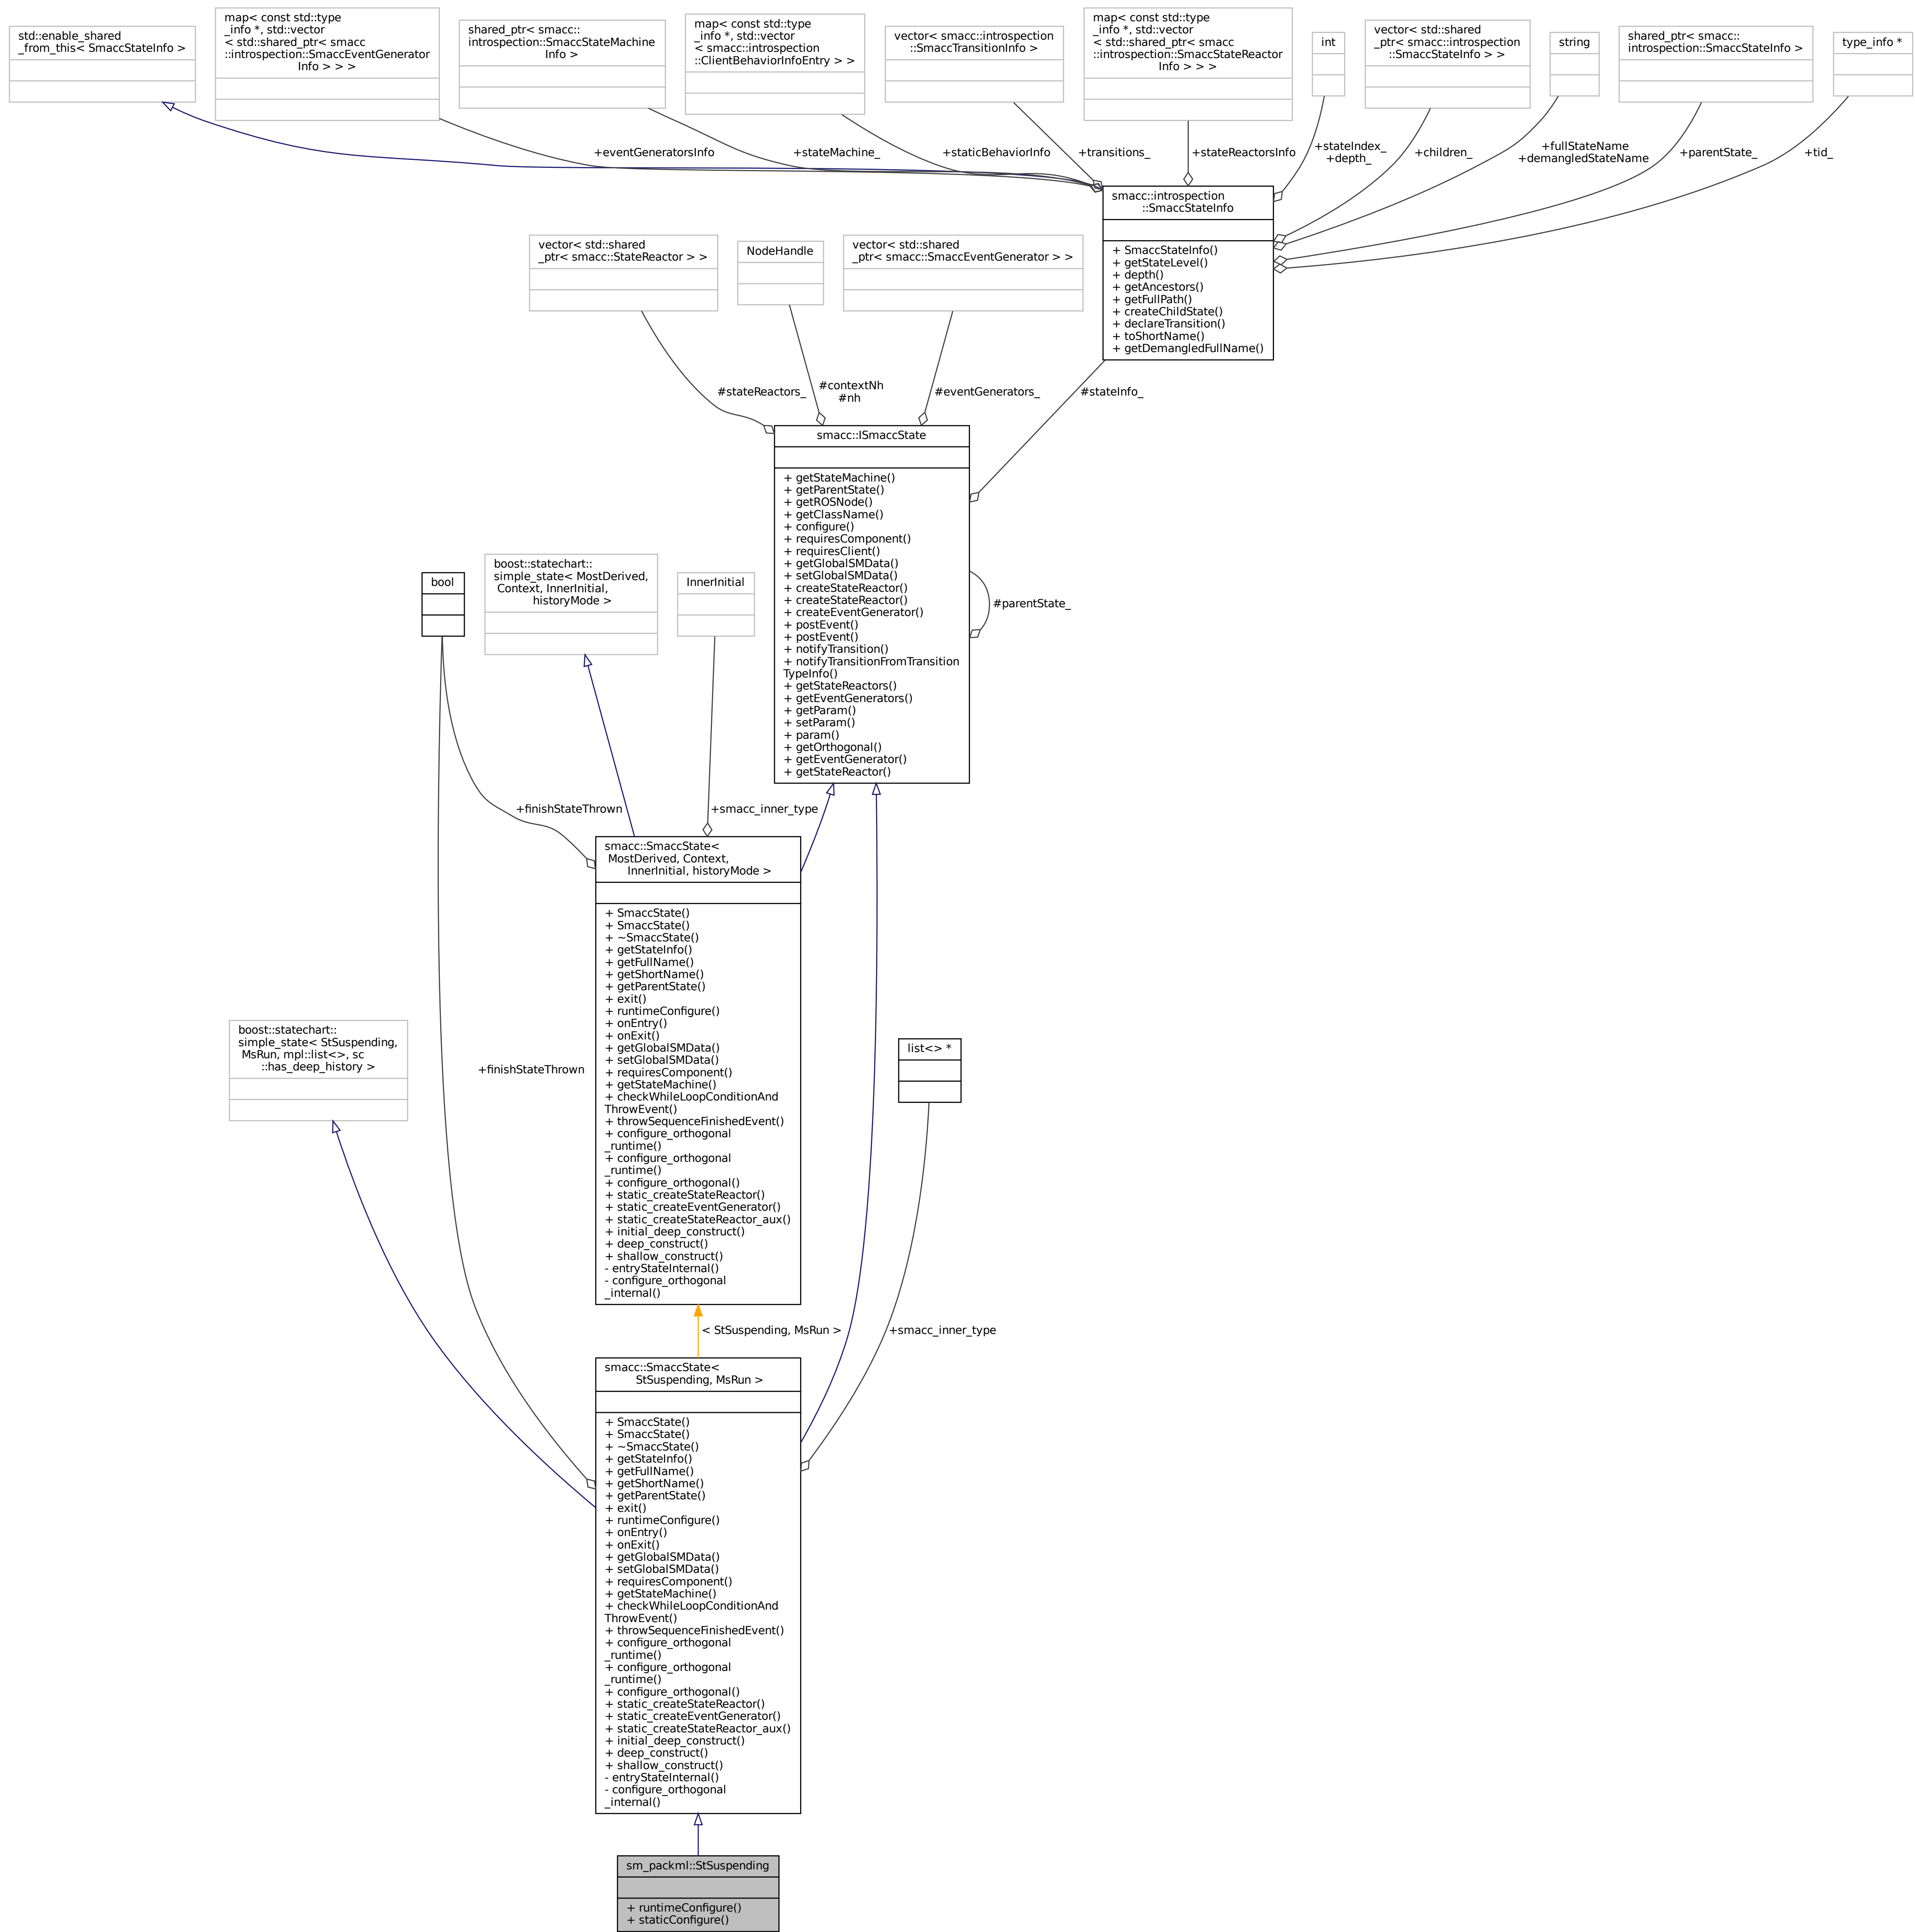 std::enable_shared
_from_this< SmaccStateInfo >
map< const std::type
_info *, std::vector
< std::shared_ptr< smacc
::introspection::SmaccEventGenerator
Info > > >
shared_ptr< smacc::
introspection::SmaccStateMachine
Info >
map< const std::type
_info *, std::vector
< smacc::introspection
::ClientBehaviorInfoEntry > >
vector< smacc::introspection
::SmaccTransitionInfo >
map< const std::type
_info *, std::vector
< std::shared_ptr< smacc
::introspection::SmaccStateReactor
Info > > >
int
vector< std::shared
_ptr< smacc::introspection
::SmaccStateInfo > >
string
shared_ptr< smacc::
introspection::SmaccStateInfo >
type_info *
+eventGeneratorsInfo
+stateMachine_
+staticBehaviorInfo
+transitions_
+stateReactorsInfo
+stateIndex_
+depth_
+children_
+fullStateName
+demangledStateName
+parentState_
+tid_
smacc::introspection
::SmaccStateInfo
+ SmaccStateInfo()
+ getStateLevel()
+ depth()
+ getAncestors()
+ getFullPath()
+ createChildState()
+ declareTransition()
+ toShortName()
+ getDemangledFullName()
vector< std::shared
_ptr< smacc::StateReactor > >
NodeHandle
vector< std::shared
_ptr< smacc::SmaccEventGenerator > >
#stateReactors_
#contextNh
#nh
#eventGenerators_
#stateInfo_
smacc::ISmaccState
+ getStateMachine()
+ getParentState()
+ getROSNode()
+ getClassName()
+ configure()
+ requiresComponent()
+ requiresClient()
+ getGlobalSMData()
+ setGlobalSMData()
+ createStateReactor()
+ createStateReactor()
+ createEventGenerator()
+ postEvent()
+ postEvent()
+ notifyTransition()
+ notifyTransitionFromTransition
TypeInfo()
+ getStateReactors()
+ getEventGenerators()
+ getParam()
+ setParam()
+ param()
+ getOrthogonal()
+ getEventGenerator()
+ getStateReactor()
#parentState_
bool
boost::statechart::
simple_state< MostDerived,
Context, InnerInitial,
historyMode >
InnerInitial
+finishStateThrown
+smacc_inner_type
smacc::SmaccState<
MostDerived, Context,
InnerInitial, historyMode >
+ SmaccState()
+ SmaccState()
+ ~SmaccState()
+ getStateInfo()
+ getFullName()
+ getShortName()
+ getParentState()
+ exit()
+ runtimeConfigure()
+ onEntry()
+ onExit()
+ getGlobalSMData()
+ setGlobalSMData()
+ requiresComponent()
+ getStateMachine()
+ checkWhileLoopConditionAnd
ThrowEvent()
+ throwSequenceFinishedEvent()
+ configure_orthogonal
_runtime()
+ configure_orthogonal
_runtime()
+ configure_orthogonal()
+ static_createStateReactor()
+ static_createEventGenerator()
+ static_createStateReactor_aux()
+ initial_deep_construct()
+ deep_construct()
+ shallow_construct()
- entryStateInternal()
- configure_orthogonal
_internal()
boost::statechart::
simple_state< StSuspending,
MsRun, mpl::list<>, sc
::has_deep_history >
+finishStateThrown
list<> *
< StSuspending, MsRun >
+smacc_inner_type
smacc::SmaccState<
StSuspending, MsRun >
+ SmaccState()
+ SmaccState()
+ ~SmaccState()
+ getStateInfo()
+ getFullName()
+ getShortName()
+ getParentState()
+ exit()
+ runtimeConfigure()
+ onEntry()
+ onExit()
+ getGlobalSMData()
+ setGlobalSMData()
+ requiresComponent()
+ getStateMachine()
+ checkWhileLoopConditionAnd
ThrowEvent()
+ throwSequenceFinishedEvent()
+ configure_orthogonal
_runtime()
+ configure_orthogonal
_runtime()
+ configure_orthogonal()
+ static_createStateReactor()
+ static_createEventGenerator()
+ static_createStateReactor_aux()
+ initial_deep_construct()
+ deep_construct()
+ shallow_construct()
- entryStateInternal()
- configure_orthogonal
_internal()
sm_packml::StSuspending
+ runtimeConfigure()
+ staticConfigure()